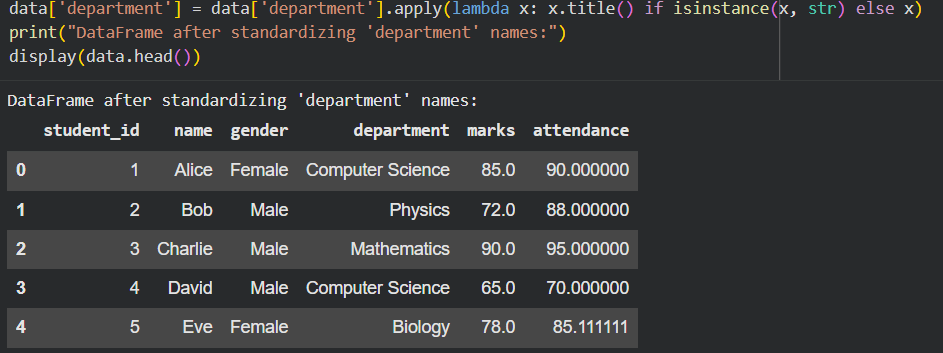 data['department'] = data['department'].apply(lambda x: x.title() if isinstance(x, str) else x)
print("DataFrame after standardizing 'department' names:")
display(data.head())
DataFrame after standardizing 'department' names:
student_id name gender department marks attendance
0 1 Alice Female Computer Science 85.0 90.000000
1 2 Bob Male Physics 72.0 88.000000
2 3 Charlie Male Mathematics 90.0 95.000000
3 4 David Male Computer Science 65.0 70.000000
4 5 Eve Female Biology 78.0 85.111111